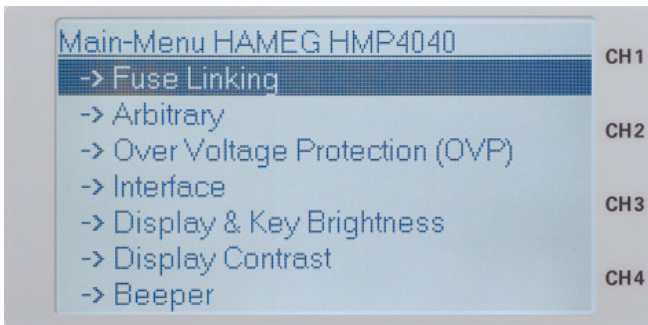 Main-Menu HAMEG HMP4040
-> Fuse Linking
-> Arbitrary
-> Over Voltage Protection (OVP)
-> Interface
-> Display & Key Brightness
-> Display Contrast
-> Beeper
CH1
CH2
CH3
CH4